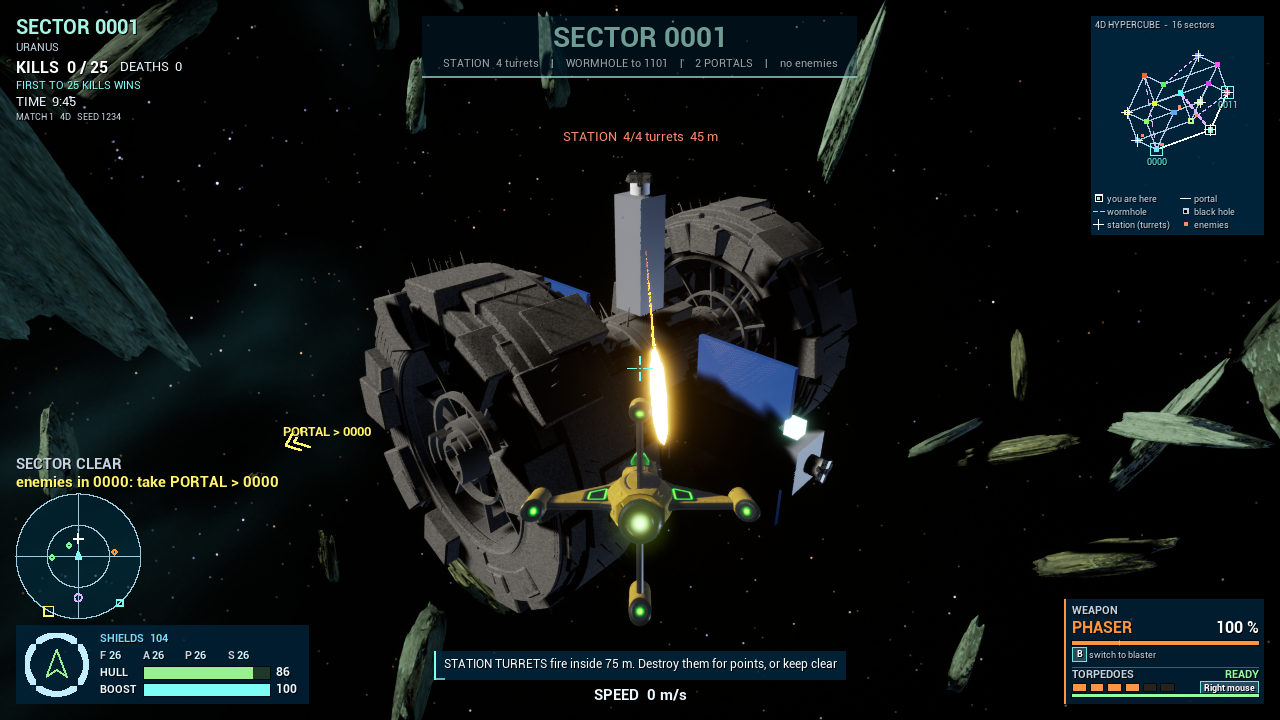 SECTOR 0001
URANUS
KILLS 0 / 25 DEATHS 0
FIRST TO 25 KILLS WINS
TIME 9:45
MATCH 1 4D SEED 1234
SECTOR 0001
STATION 4 turrets | WORMHOLE to 1101 | 2 PORTALS | no enemies
STATION 4/4 turrets 45 m
4D HYPERCUBE - 16 sectors
0011
0000
you are here
portal
wormhole
black hole
station (turrets)
enemies
PORTAL > 0000
SECTOR CLEAR
enemies in 0000: take PORTAL > 0000
SHIELDS 104
F 26 A 26 P 26 S 26
HULL 86
BOOST 100
STATION TURRETS fire inside 75 m. Destroy them for points, or keep clear
SPEED 0 m/s
WEAPON
PHASER 100 %
B switch to blaster
TORPEDOES READY
Right mouse